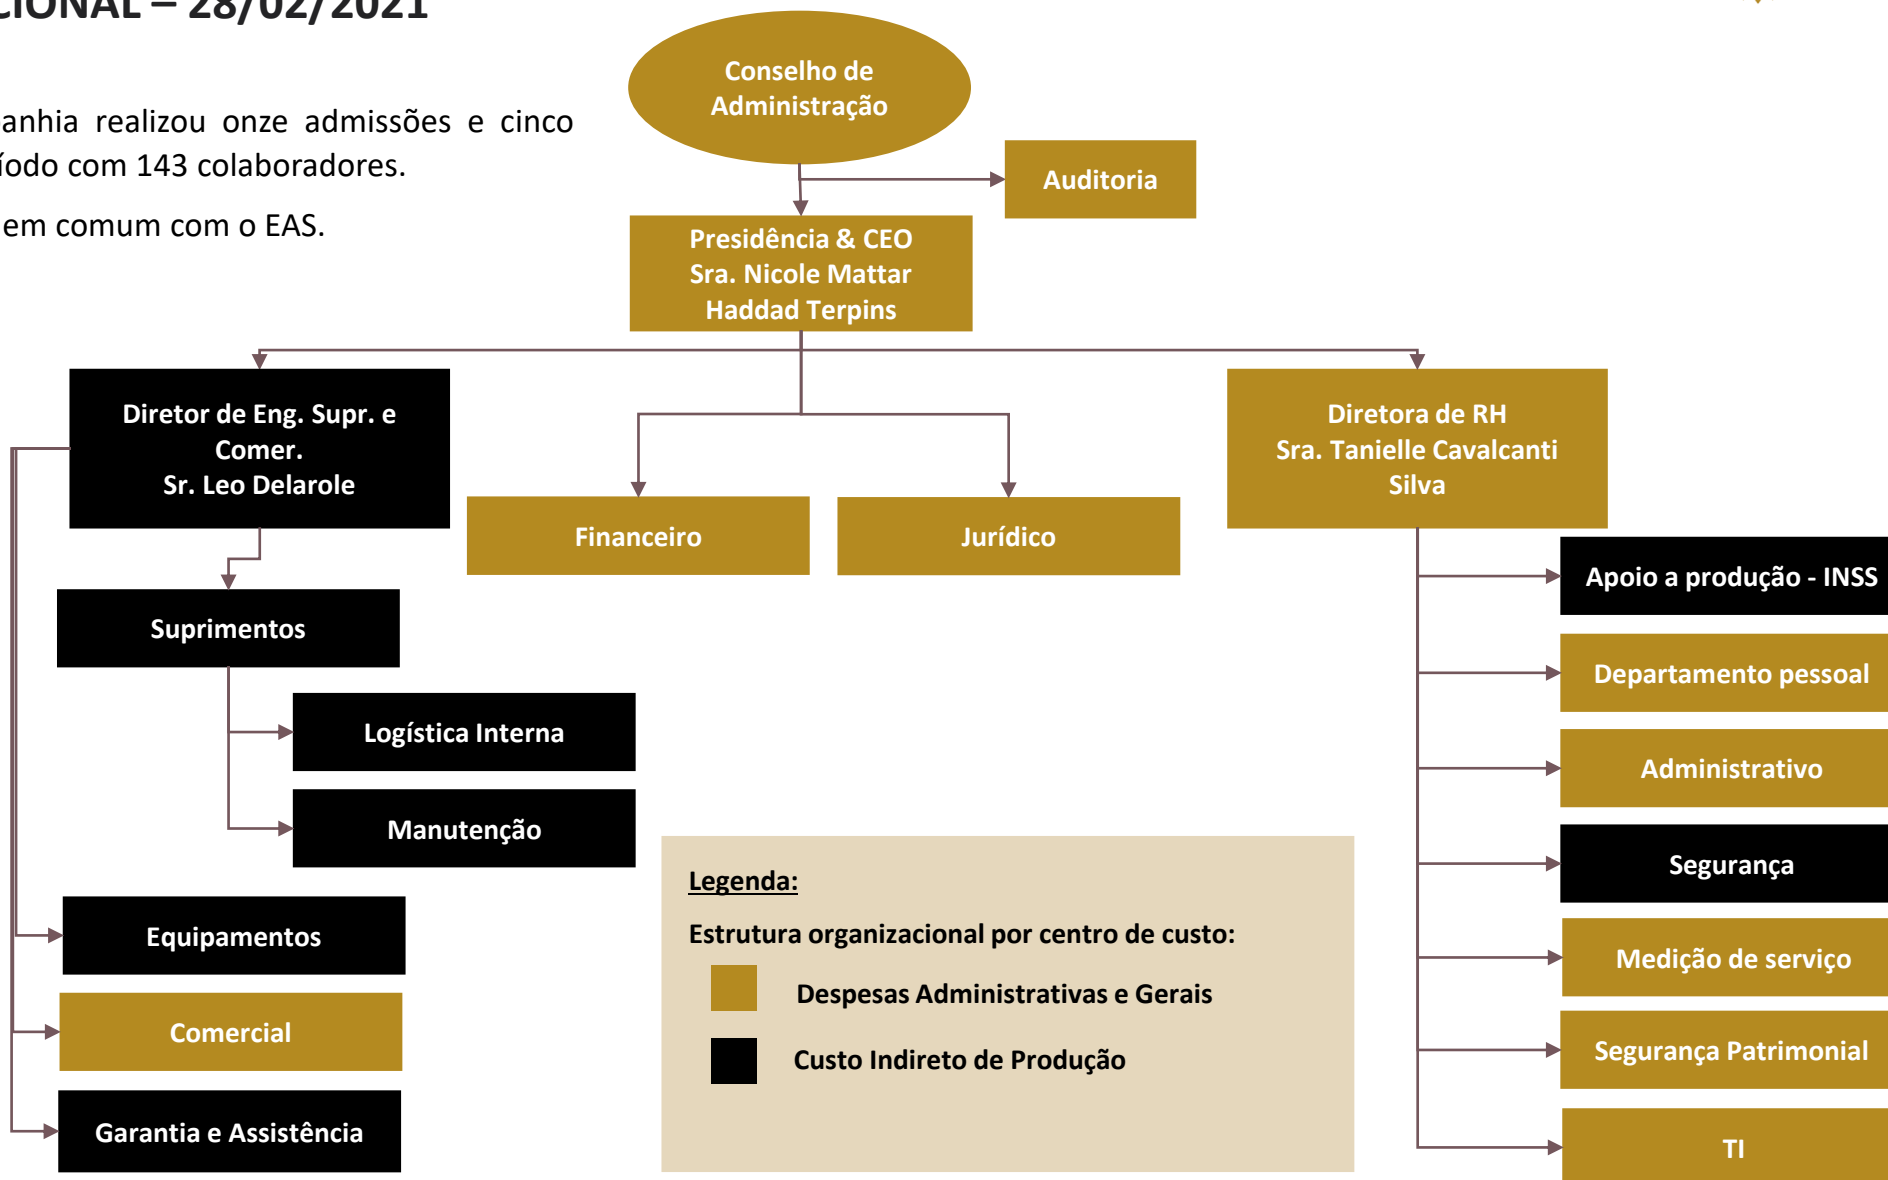 CIONAL – 28/02/2021
anhia realizou onze admissões e cinco
íodo com 143 colaboradores.
em comum com o EAS.
Conselho de
Administração
Auditoria
Presidência & CEO
Sra. Nicole Mattar
Haddad Terpins
Diretor de Eng. Supr. e
Comer.
Sr. Leo Delarole
Diretora de RH
Sra. Tanielle Cavalcanti
Silva
Financeiro
Jurídico
Suprimentos
Logística Interna
Manutenção
Equipamentos
Comercial
Garantia e Assistência
Apoio a produção - INSS
Departamento pessoal
Administrativo
Segurança
Medição de serviço
Segurança Patrimonial
TI
Legenda:
Estrutura organizacional por centro de custo:
Despesas Administrativas e Gerais
Custo Indireto de Produção